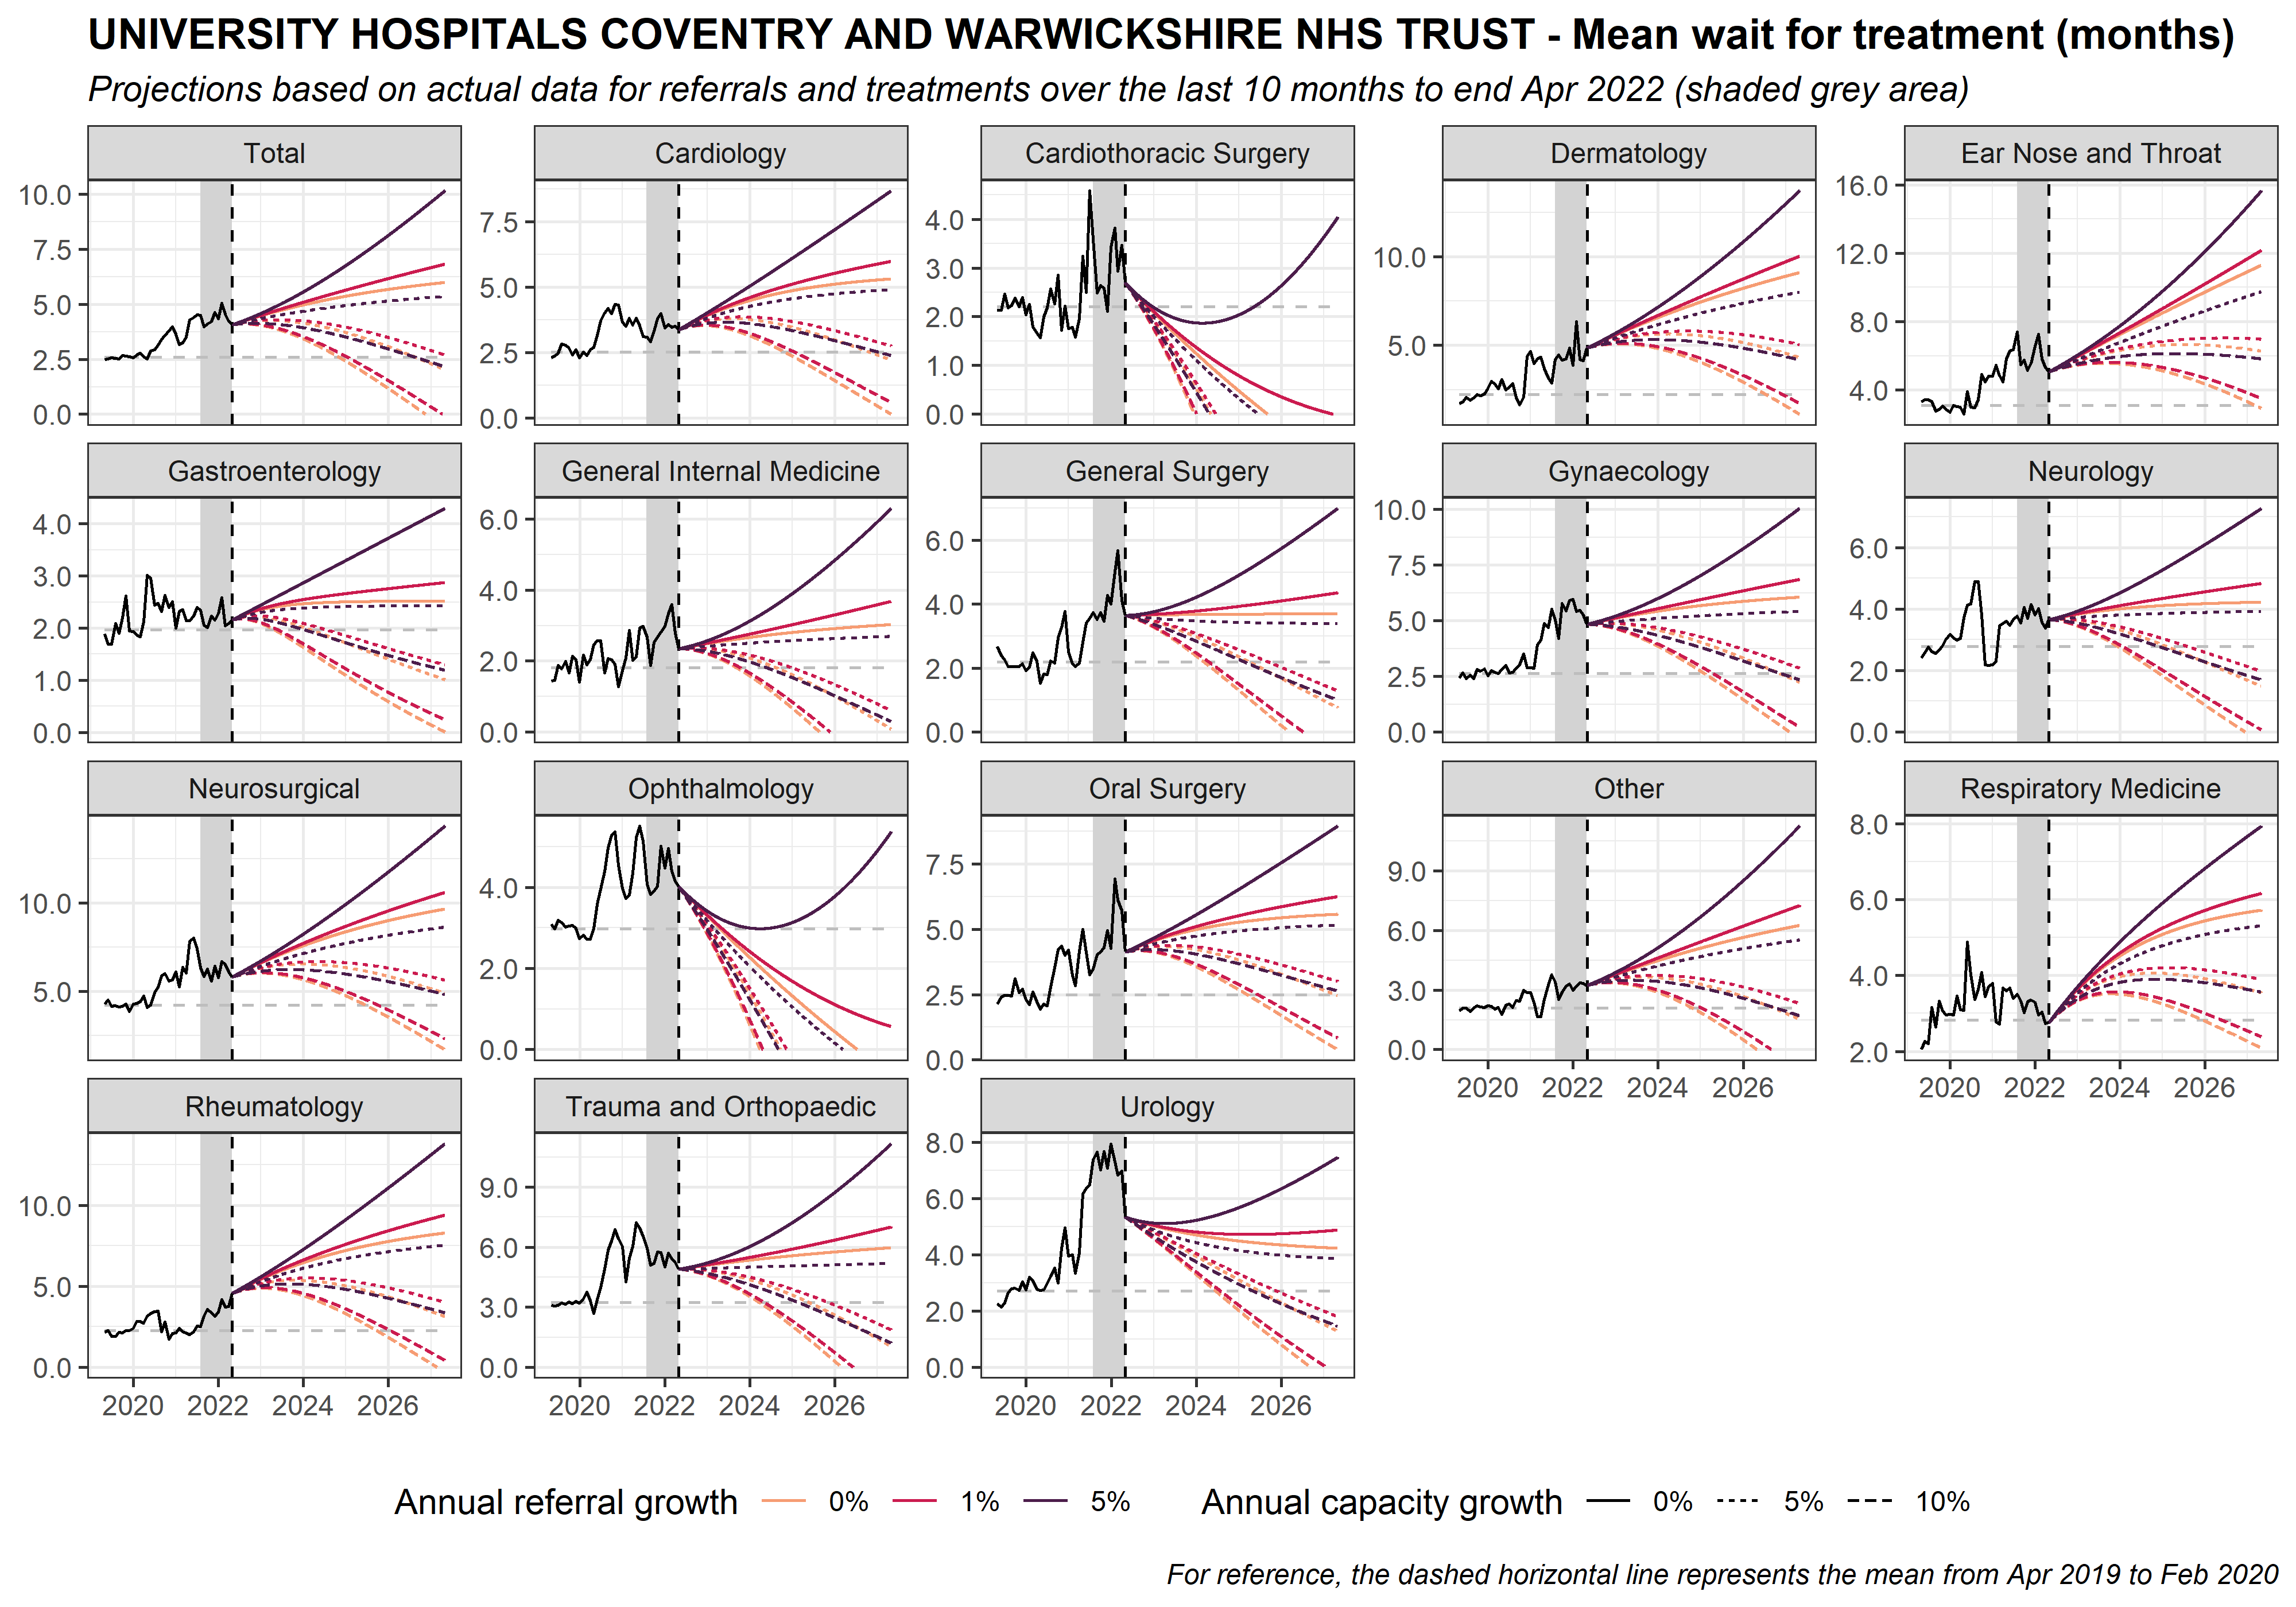 UNIVERSITY HOSPITALS COVENTRY AND WARWICKSHIRE NHS TRUST - Mean wait for treatment (months)
Projections based on actual data for referrals and treatments over the last 10 months to end Apr 2022 (shaded grey area)
Total
Cardiology
Cardiothoracic Surgery
Dermatology
Ear Nose and Throat
10.0
7.5
5.0
2.5
0.0
7.5
5.0
2.5
0.0
4.0
3.0
2.0
1.0
0.0
10.0
5.0
16.0
12.0
8.0
4.0
Gastroenterology
General Internal Medicine
General Surgery
Gynaecology
Neurology
4.0
3.0
2.0
1.0
0.0
6.0
4.0
2.0
0.0
6.0
4.0
2.0
0.0
10.0
7.5
5.0
2.5
0.0
6.0
4.0
2.0
0.0
Neurosurgical
Ophthalmology
Oral Surgery
Other
Respiratory Medicine
10.0
5.0
4.0
2.0
0.0
7.5
5.0
2.5
0.0
9.0
6.0
3.0
0.0
8.0
6.0
4.0
2.0
2020 2022 2024 2026
2020 2022 2024 2026
Rheumatology
Trauma and Orthopaedic
Urology
10.0
5.0
0.0
9.0
6.0
3.0
0.0
8.0
6.0
4.0
2.0
0.0
2020 2022 2024 2026
2020 2022 2024 2026
2020 2022 2024 2026
Annual referral growth 0% 1% 5%
Annual capacity growth 0% 5% 10%
For reference, the dashed horizontal line represents the mean from Apr 2019 to Feb 2020